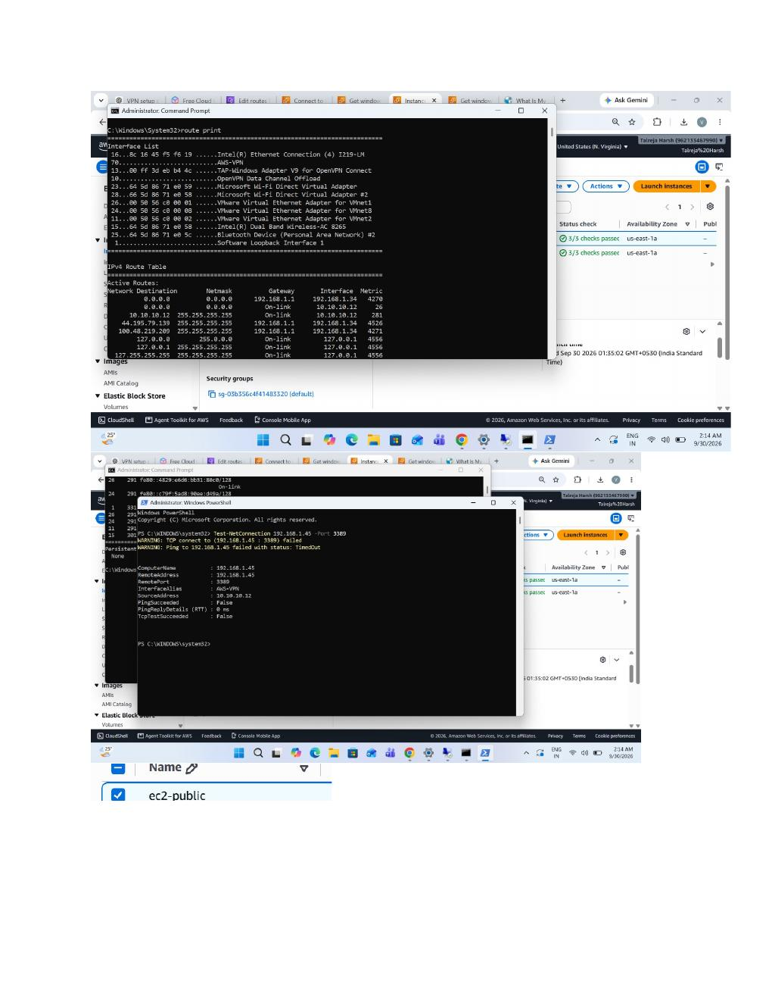 VPN setup
Free Cloud
Edit routes
Connect to
Get window
Instanc
Get window
What Is My
Ask Gemini
Administrator: Command Prompt
C:\Windows\System32>route print
===========================================================================
Interface List
16...8c 16 45 f5 f6 19 ......Intel(R) Ethernet Connection (4) I219-LM
70...........................AWS-VPN
13...00 ff 3d eb b4 4c ......TAP-Windows Adapter V9 for OpenVPN Connect
10...........................OpenVPN Data Channel Offload
23...64 5d 86 71 e0 59 ......Microsoft Wi-Fi Direct Virtual Adapter
28...66 5d 86 71 e0 58 ......Microsoft Wi-Fi Direct Virtual Adapter #2
26...00 50 56 c0 00 01 ......VMware Virtual Ethernet Adapter for VMnet1
24...00 50 56 c0 00 08 ......VMware Virtual Ethernet Adapter for VMnet8
11...00 50 56 c0 00 02 ......VMware Virtual Ethernet Adapter for VMnet2
15...64 5d 86 71 e0 58 ......Intel(R) Dual Band Wireless-AC 8265
25...64 5d 86 71 e0 5c ......Bluetooth Device (Personal Area Network) #2
1...........................Software Loopback Interface 1
===========================================================================
IPv4 Route Table
===========================================================================
Active Routes:
Network Destination Netmask Gateway Interface Metric
0.0.0.0 0.0.0.0 192.168.1.1 192.168.1.34 4270
0.0.0.0 0.0.0.0 On-link 10.10.10.12 26
10.10.10.12 255.255.255.255 On-link 10.10.10.12 281
44.195.79.139 255.255.255.255 192.168.1.1 192.168.1.34 4526
100.48.219.209 255.255.255.255 192.168.1.1 192.168.1.34 4271
127.0.0.0 255.0.0.0 On-link 127.0.0.1 4556
127.0.0.1 255.255.255.255 On-link 127.0.0.1 4556
127.255.255.255 255.255.255.255 On-link 127.0.0.1 4556
United States (N. Virginia)
Talreja Harsh (962133467990)
Talreja%20Harsh
Actions
Launch instances
1
Status check
Availability Zone
Publ
3/3 checks passec
us-east-1a
–
3/3 checks passec
us-east-1a
–
d Sep 30 2026 01:35:02 GMT+0530 (India Standard
Time)
Images
AMIs
AMI Catalog
Elastic Block Store
Volumes
Security groups
sg-03b356c4f41483320 (default)
CloudShell
Agent Toolkit for AWS
Feedback
Console Mobile App
© 2026, Amazon Web Services, Inc. or its affiliates.
Privacy
Terms
Cookie preferences
25°
ENG
IN
2:14 AM
9/30/2026
VPN setup
Free Cloud
Edit routes
Connect to
Get window
Instanc
Get window
What Is My
Ask Gemini
Administrator: Command Prompt
26 291 fe80::4829:e6d6:bb31:80c0/128
On-link
24 291 fe80::c79f:5ad8:90ee:d49a/128
1 331
26 291
24 291
11 291
15 301
Persistent
None
C:\Windows
Administrator: Windows PowerShell
Windows PowerShell
Copyright (C) Microsoft Corporation. All rights reserved.
PS C:\WINDOWS\system32> Test-NetConnection 192.168.1.45 -Port 3389
WARNING: TCP connect to (192.168.1.45 : 3389) failed
WARNING: Ping to 192.168.1.45 failed with status: TimedOut
ComputerName : 192.168.1.45
RemoteAddress : 192.168.1.45
RemotePort : 3389
InterfaceAlias : AWS-VPN
SourceAddress : 10.10.10.12
PingSucceeded : False
PingReplyDetails (RTT) : 0 ms
TcpTestSucceeded : False
PS C:\WINDOWS\system32>
Virginia)
Talreja Harsh (962133467990)
Talreja%20Harsh
ctions
Launch instances
1
Availability Zone
Publ
ks passec
us-east-1a
–
ks passec
us-east-1a
–
01:35:02 GMT+0530 (India Standard
Images
AMIs
AMI Catalog
Elastic Block Store
Volumes
CloudShell
Agent Toolkit for AWS
Feedback
Console Mobile App
© 2026, Amazon Web Services, Inc. or its affiliates.
Privacy
Terms
Cookie preferences
25°
ENG
IN
2:14 AM
9/30/2026
Name
ec2-public